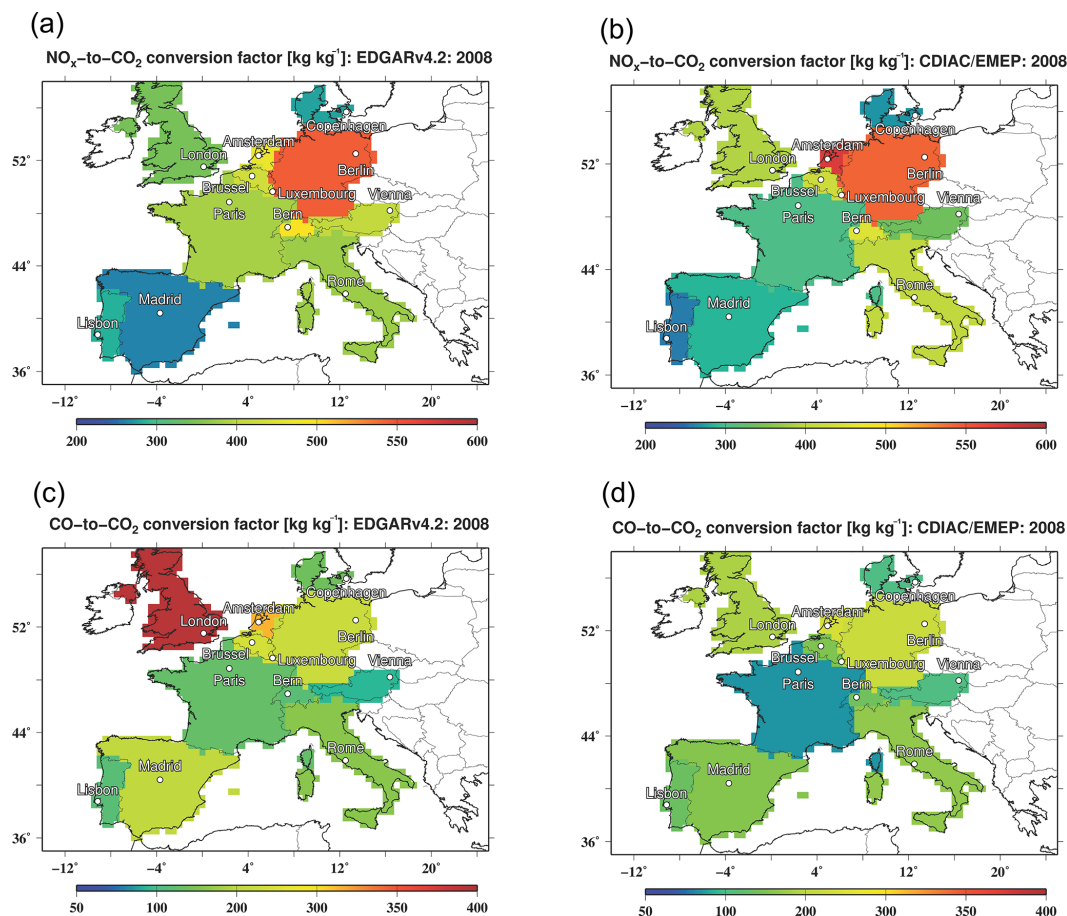 (a)
NOx−to−CO2 conversion factor [kg kg−1]: EDGARv4.2: 2008
Copenhagen
Amsterdam
52˚
London
Berlin
Brussel
Luxembourg
Vienna
Paris
Bern
44˚
Rome
Madrid
Lisbon
36˚
−12˚ −4˚ 4˚ 12˚ 20˚
200 300 400 500 550 600
(b)
NOx−to−CO2 conversion factor [kg kg−1]: CDIAC/EMEP: 2008
Copenhagen
Amsterdam
52˚
London
Berlin
Brussel
Luxembourg
Vienna
Paris
Bern
44˚
Rome
Madrid
Lisbon
36˚
−12˚ −4˚ 4˚ 12˚ 20˚
200 300 400 500 550 600
(c)
CO−to−CO2 conversion factor [kg kg−1]: EDGARv4.2: 2008
Copenhagen
Amsterdam
52˚
London
Berlin
Brussel
Luxembourg
Vienna
Paris
Bern
44˚
Rome
Madrid
Lisbon
36˚
−12˚ −4˚ 4˚ 12˚ 20˚
50 100 200 300 350 400
(d)
CO−to−CO2 conversion factor [kg kg−1]: CDIAC/EMEP: 2008
Copenhagen
Amsterdam
52˚
London
Berlin
Brussel
Luxembourg
Vienna
Paris
Bern
44˚
Rome
Madrid
Lisbon
36˚
−12˚ −4˚ 4˚ 12˚ 20˚
50 100 200 300 350 400